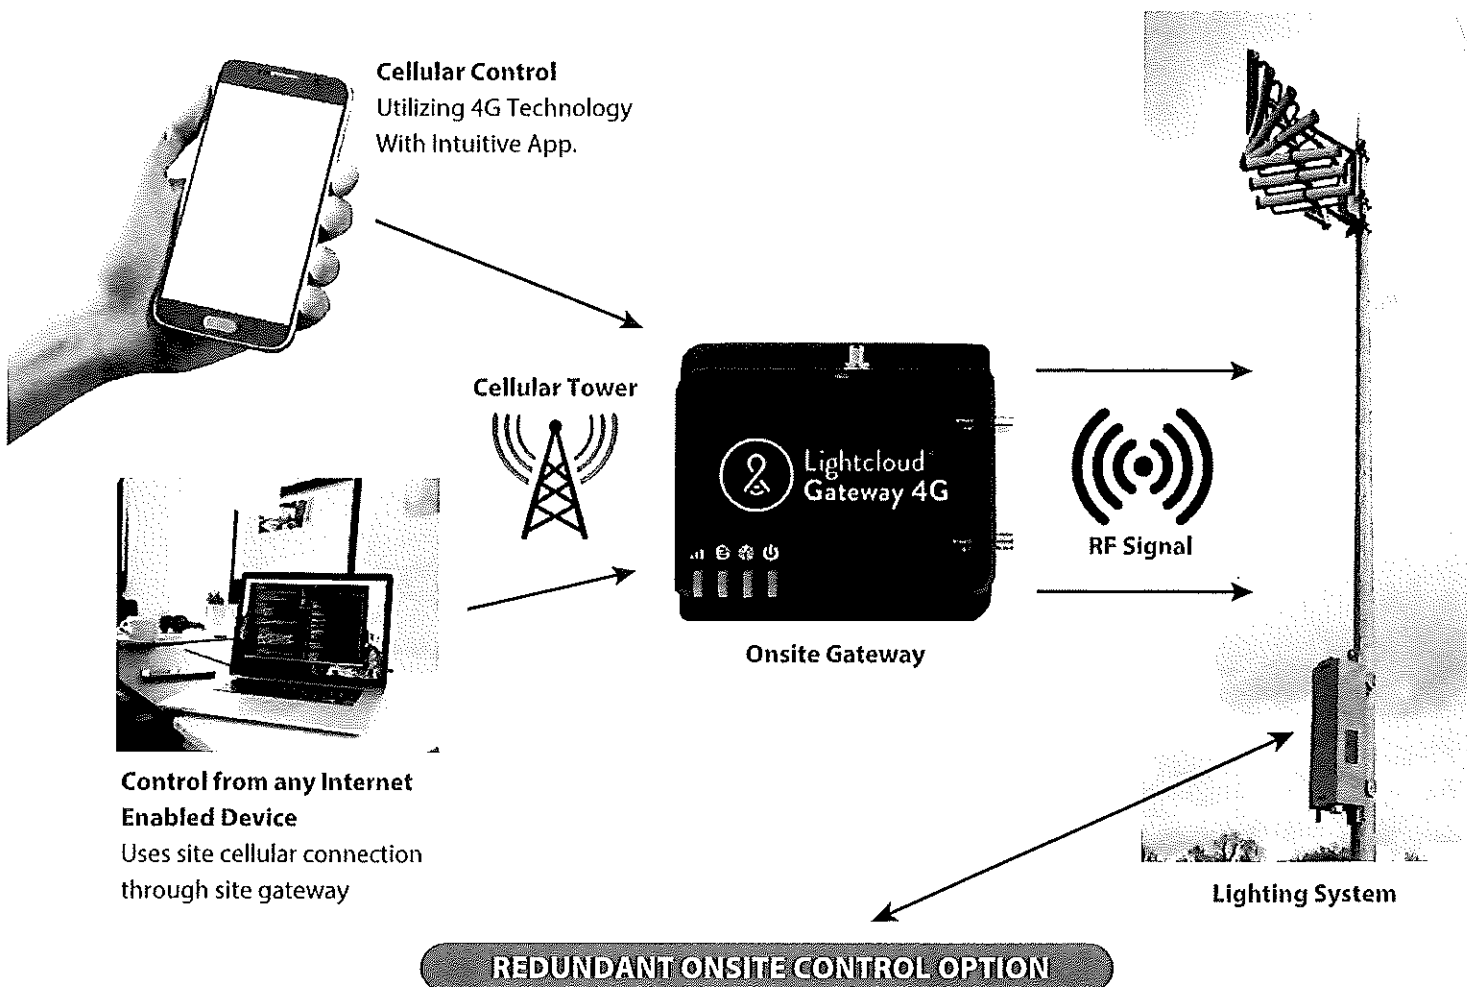 Cellular Control
Utilizing 4G Technology
With Intuitive App.
Cellular Tower
Lightcloud
Gateway 4G
RF Signal
Onsite Gateway
Control from any Internet
Enabled Device
Uses site cellular connection
through site gateway
Lighting System
REDUNDANT ONSITE CONTROL OPTION